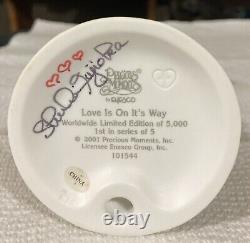 Precious
Moments
by ENESCO
Love Is On It's Way
Worldwide Limited Edition of 5,000
1st in series of 5
© 2001 Precious Moments, Inc.
Licensee Enesco Group, Inc.
101544
CHINA